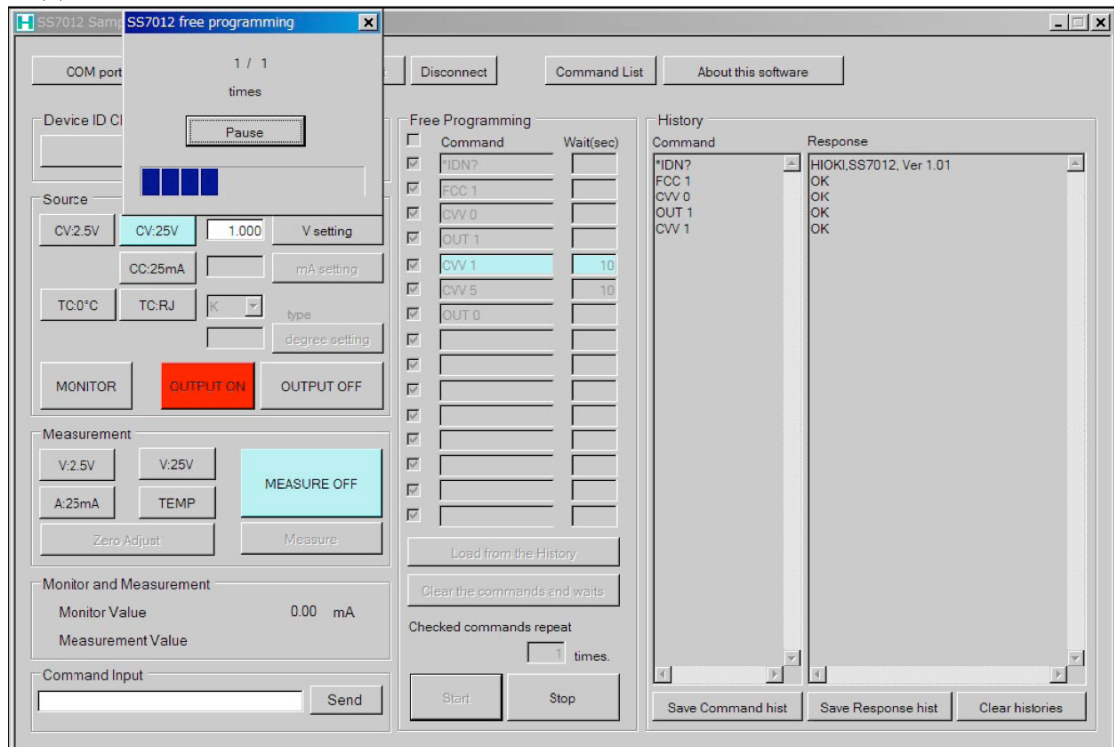 SS7012 Samp
SS7012 free programming
1 / 1
times
Pause
COM port
Disconnect
Command List
About this software
Device ID
Source
CV:2.5V
CV:25V
1.000
V setting
CC:25mA
mA setting
TC:0°C
TC:RJ
K
type
degree setting
MONITOR
OUTPUT ON
OUTPUT OFF
Measurement
V:2.5V
V:25V
MEASURE OFF
A:25mA
TEMP
Zero Adjust
Measure
Monitor and Measurement
Monitor Value 0.00 mA
Measurement Value
Command Input
Send
Free Programming
Command Wait(sec)
*IDN?
FCC 1
CVV 0
OUT 1
CVV 1 10
CVV 5 10
OUT 0
Load from the History
Clear the commands and waits
Checked commands repeat
1 times.
Start
Stop
History
Command Response
*IDN? HIOKI,SS7012, Ver 1.01
FCC 1 OK
CVV 0 OK
OUT 1 OK
CVV 1 OK
Save Command hist
Save Response hist
Clear histories